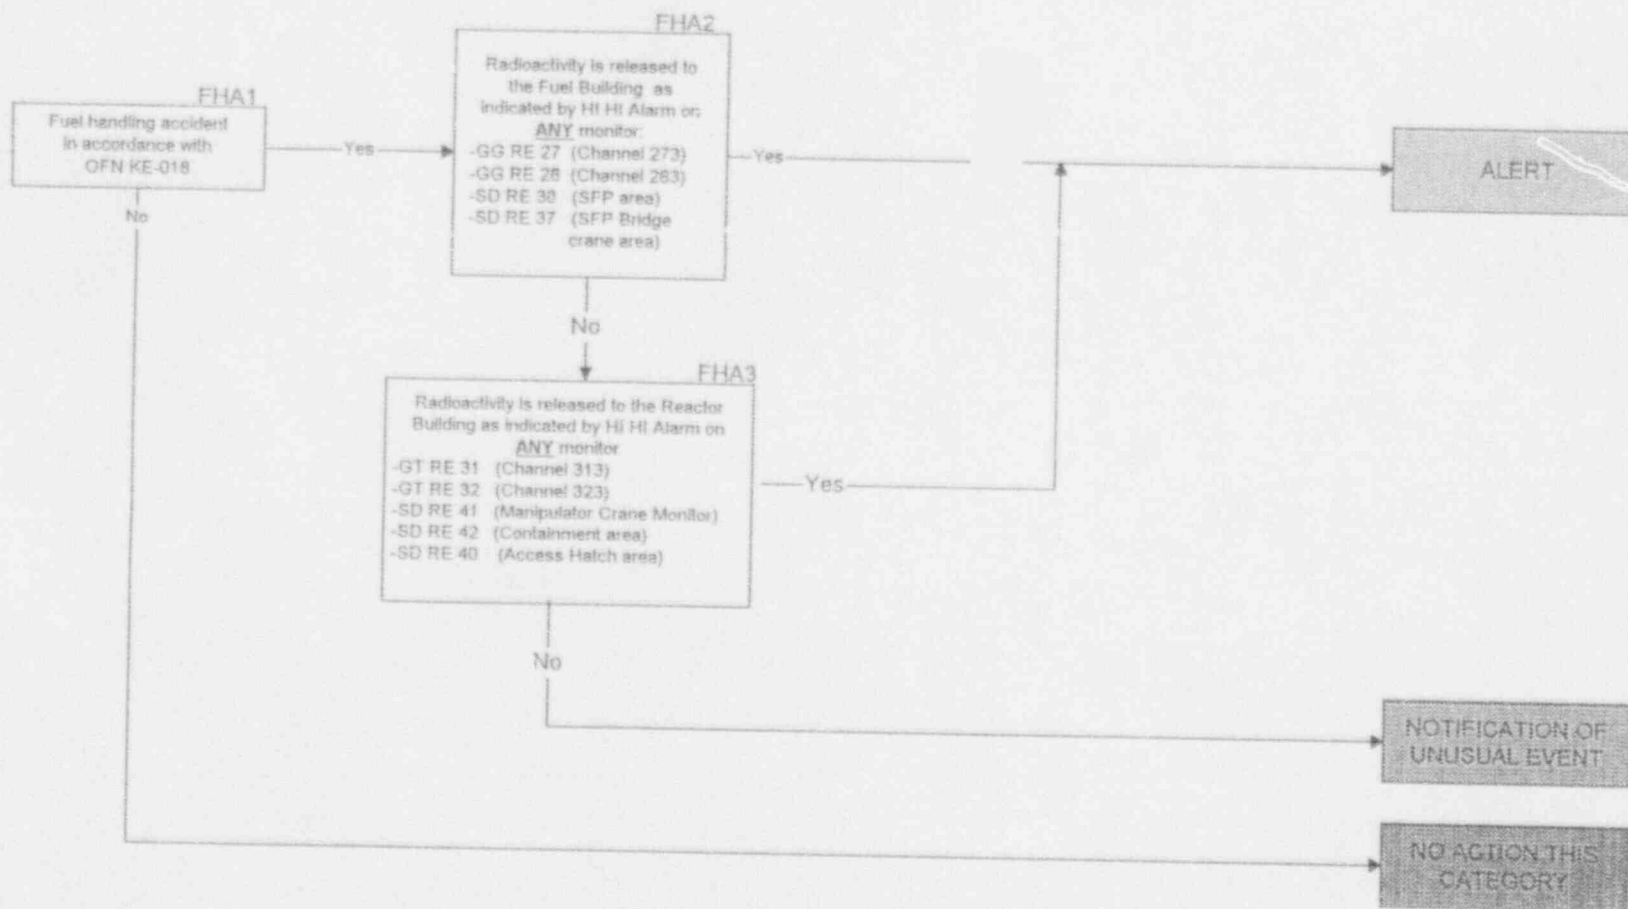 FHA1
Fuel handling accident
in accordance with
OFN KE-018
Yes
No
FHA2
Radioactivity is released to
the Fuel Building as
indicated by HI HI Alarm on
ANY monitor:
-GG RE 27 (Channel 273)
-GG RE 28 (Channel 283)
-SD RE 38 (SFP area)
-SD RE 37 (SFP Bridge
crane area)
Yes
No
ALERT
FHA3
Radioactivity is released to the Reactor
Building as indicated by HI HI Alarm on
ANY monitor
-GT RE 31 (Channel 313)
-GT RE 32 (Channel 323)
-SD RE 41 (Manipulator Crane Monitor)
-SD RE 42 (Containment area)
-SD RE 40 (Access Hatch area)
Yes
No
NOTIFICATION OF
UNUSUAL EVENT
NO ACTION THIS
CATEGORY